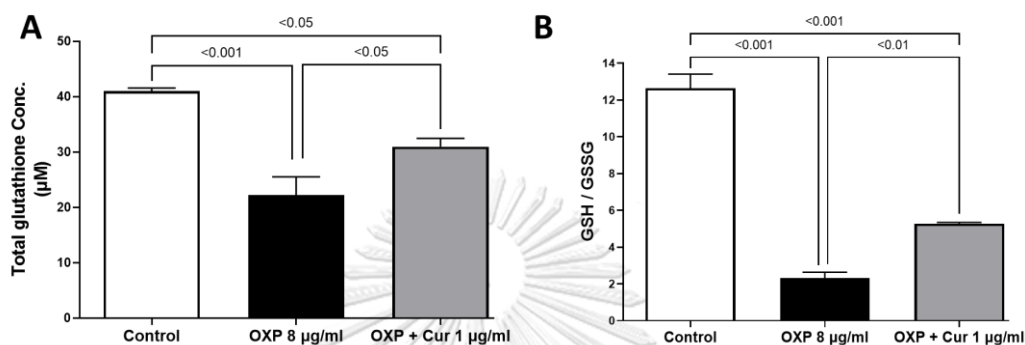 A
<0.05
<0.001
<0.05
Total glutathione Conc.
(µM)
50
40
30
20
10
0
Control
OXP 8 µg/ml
OXP + Cur 1 µg/ml
B
<0.001
<0.001
<0.01
GSH / GSSG
14
12
10
8
6
4
2
0
Control
OXP 8 µg/ml
OXP + Cur 1 µg/ml